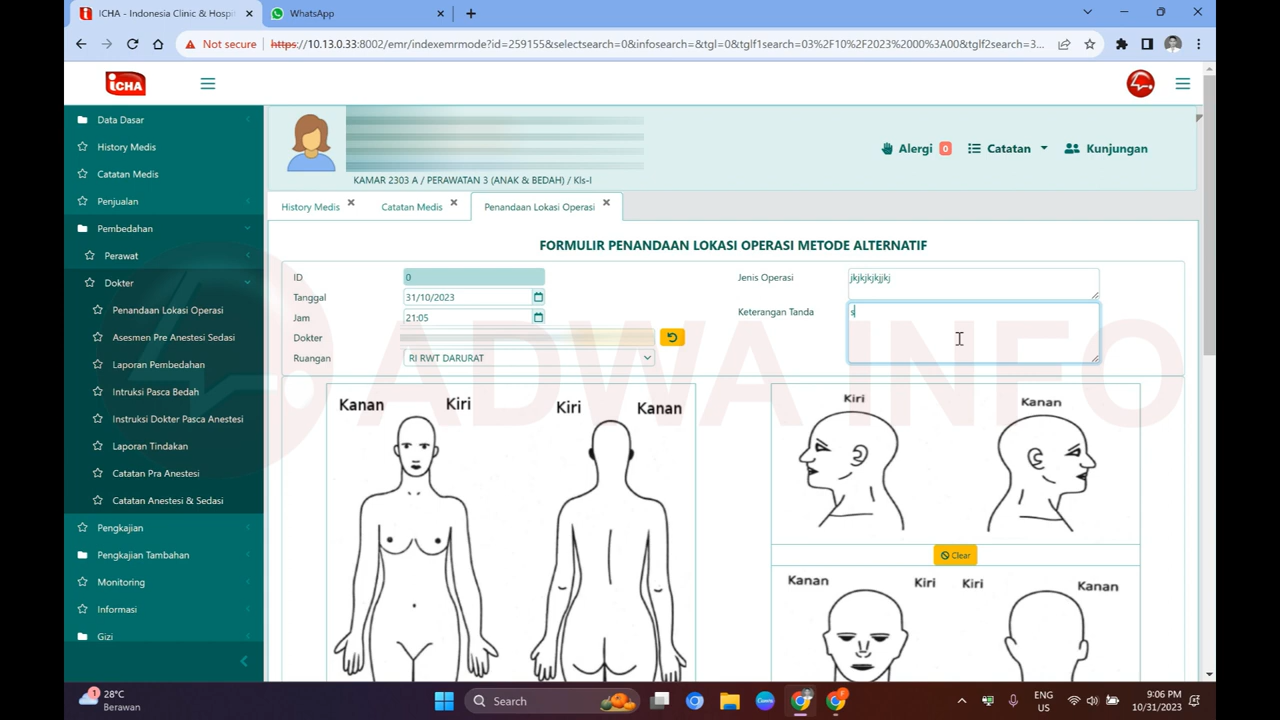 ICHA - Indonesia Clinic & Hospi
WhatsApp
Not secure
https://10.13.0.33:8002/emr/indexemrmode?id=259155&selectsearch=0&infosearch=&tgl=0&tglf1search=03%2F10%2F2023%2000%3A00&tglf2search=3...
iCHA
KAMAR 2303 A / PERAWATAN 3 (ANAK & BEDAH) / Kls-I
Alergi 0
Catatan
Kunjungan
Data Dasar
History Medis
Catatan Medis
Penjualan
Pembedahan
Perawat
Dokter
Penandaan Lokasi Operasi
Asesmen Pre Anestesi Sedasi
Laporan Pembedahan
Intruksi Pasca Bedah
Instruksi Dokter Pasca Anestesi
Laporan Tindakan
Catatan Pra Anestesi
Catatan Anestesi & Sedasi
Pengkajian
Pengkajian Tambahan
Monitoring
Informasi
Gizi
History Medis
Catatan Medis
Penandaan Lokasi Operasi
FORMULIR PENANDAAN LOKASI OPERASI METODE ALTERNATIF
ID 0
Tanggal 31/10/2023
Jam 21:05
Dokter
Ruangan RI RWT DARURAT
Jenis Operasi jkjkjkjkjjkj
Keterangan Tanda s
ADWA INFO
Kanan Kiri Kiri Kanan
Kiri Kanan
Clear
Kanan Kiri Kiri Kanan
1
28°C
Berawan
Search
ENG
US
9:06 PM
10/31/2023